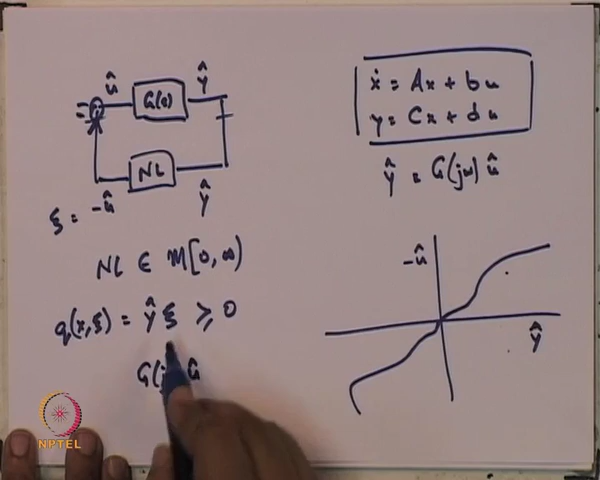 û
ŷ
G(s)
NL
ξ = -û
ŷ
NL ∈ M[0, ∞)
q(x,ξ) = ŷ ξ ≥ 0
G(j
û
ẋ = Ax + bu
y = Cx + du
ŷ = G(jω) û
-û
ŷ
NPTEL